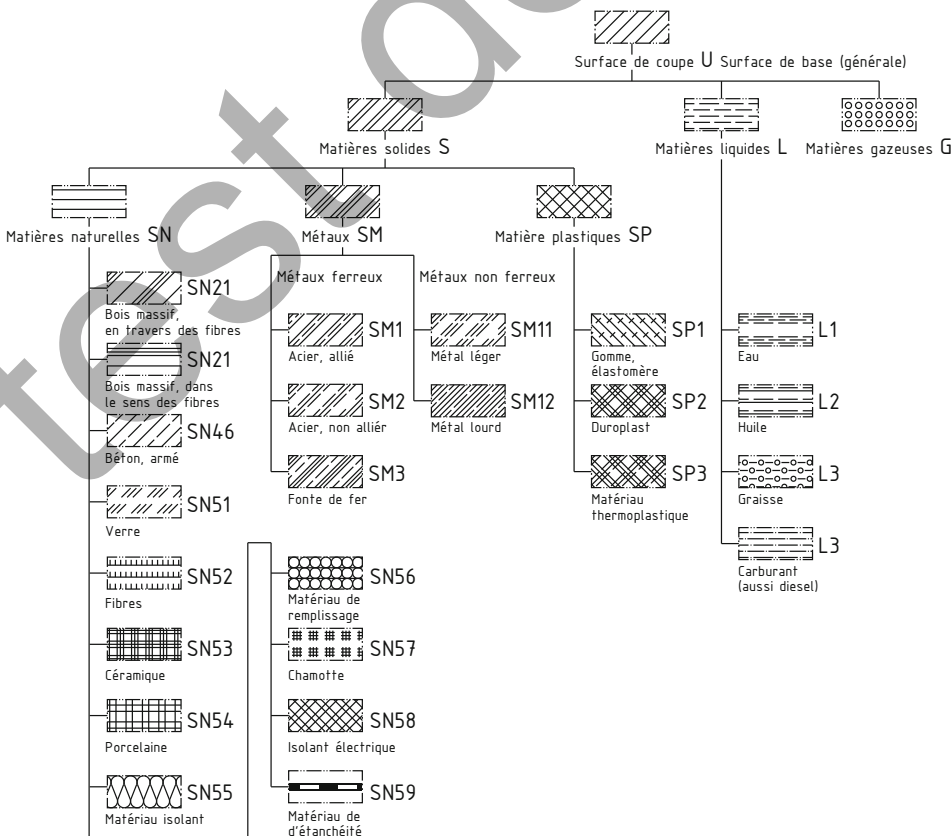 Surface de coupe U Surface de base (générale)
Matières solides S
Matières liquides L
Matières gazeuses G
Matières naturelles SN
Métaux SM
Matière plastiques SP
Métaux ferreux
Métaux non ferreux
SN21
Bois massif,
en travers des fibres
SN21
Bois massif, dans
le sens des fibres
SN46
Béton, armé
SN51
Verre
SN52
Fibres
SN53
Céramique
SN54
Porcelaine
SN55
Matériau isolant
SM1
Acier, allié
SM2
Acier, non alliér
SM3
Fonte de fer
SM11
Métal léger
SM12
Métal lourd
SP1
Gomme,
élastomère
SP2
Duroplast
SP3
Matériau
thermoplastique
L1
Eau
L2
Huile
L3
Graisse
L3
Carburant
(aussi diesel)
SN56
Matériau de
remplissage
SN57
Chamotte
SN58
Isolant électrique
SN59
Matériau de
d'étanchéité